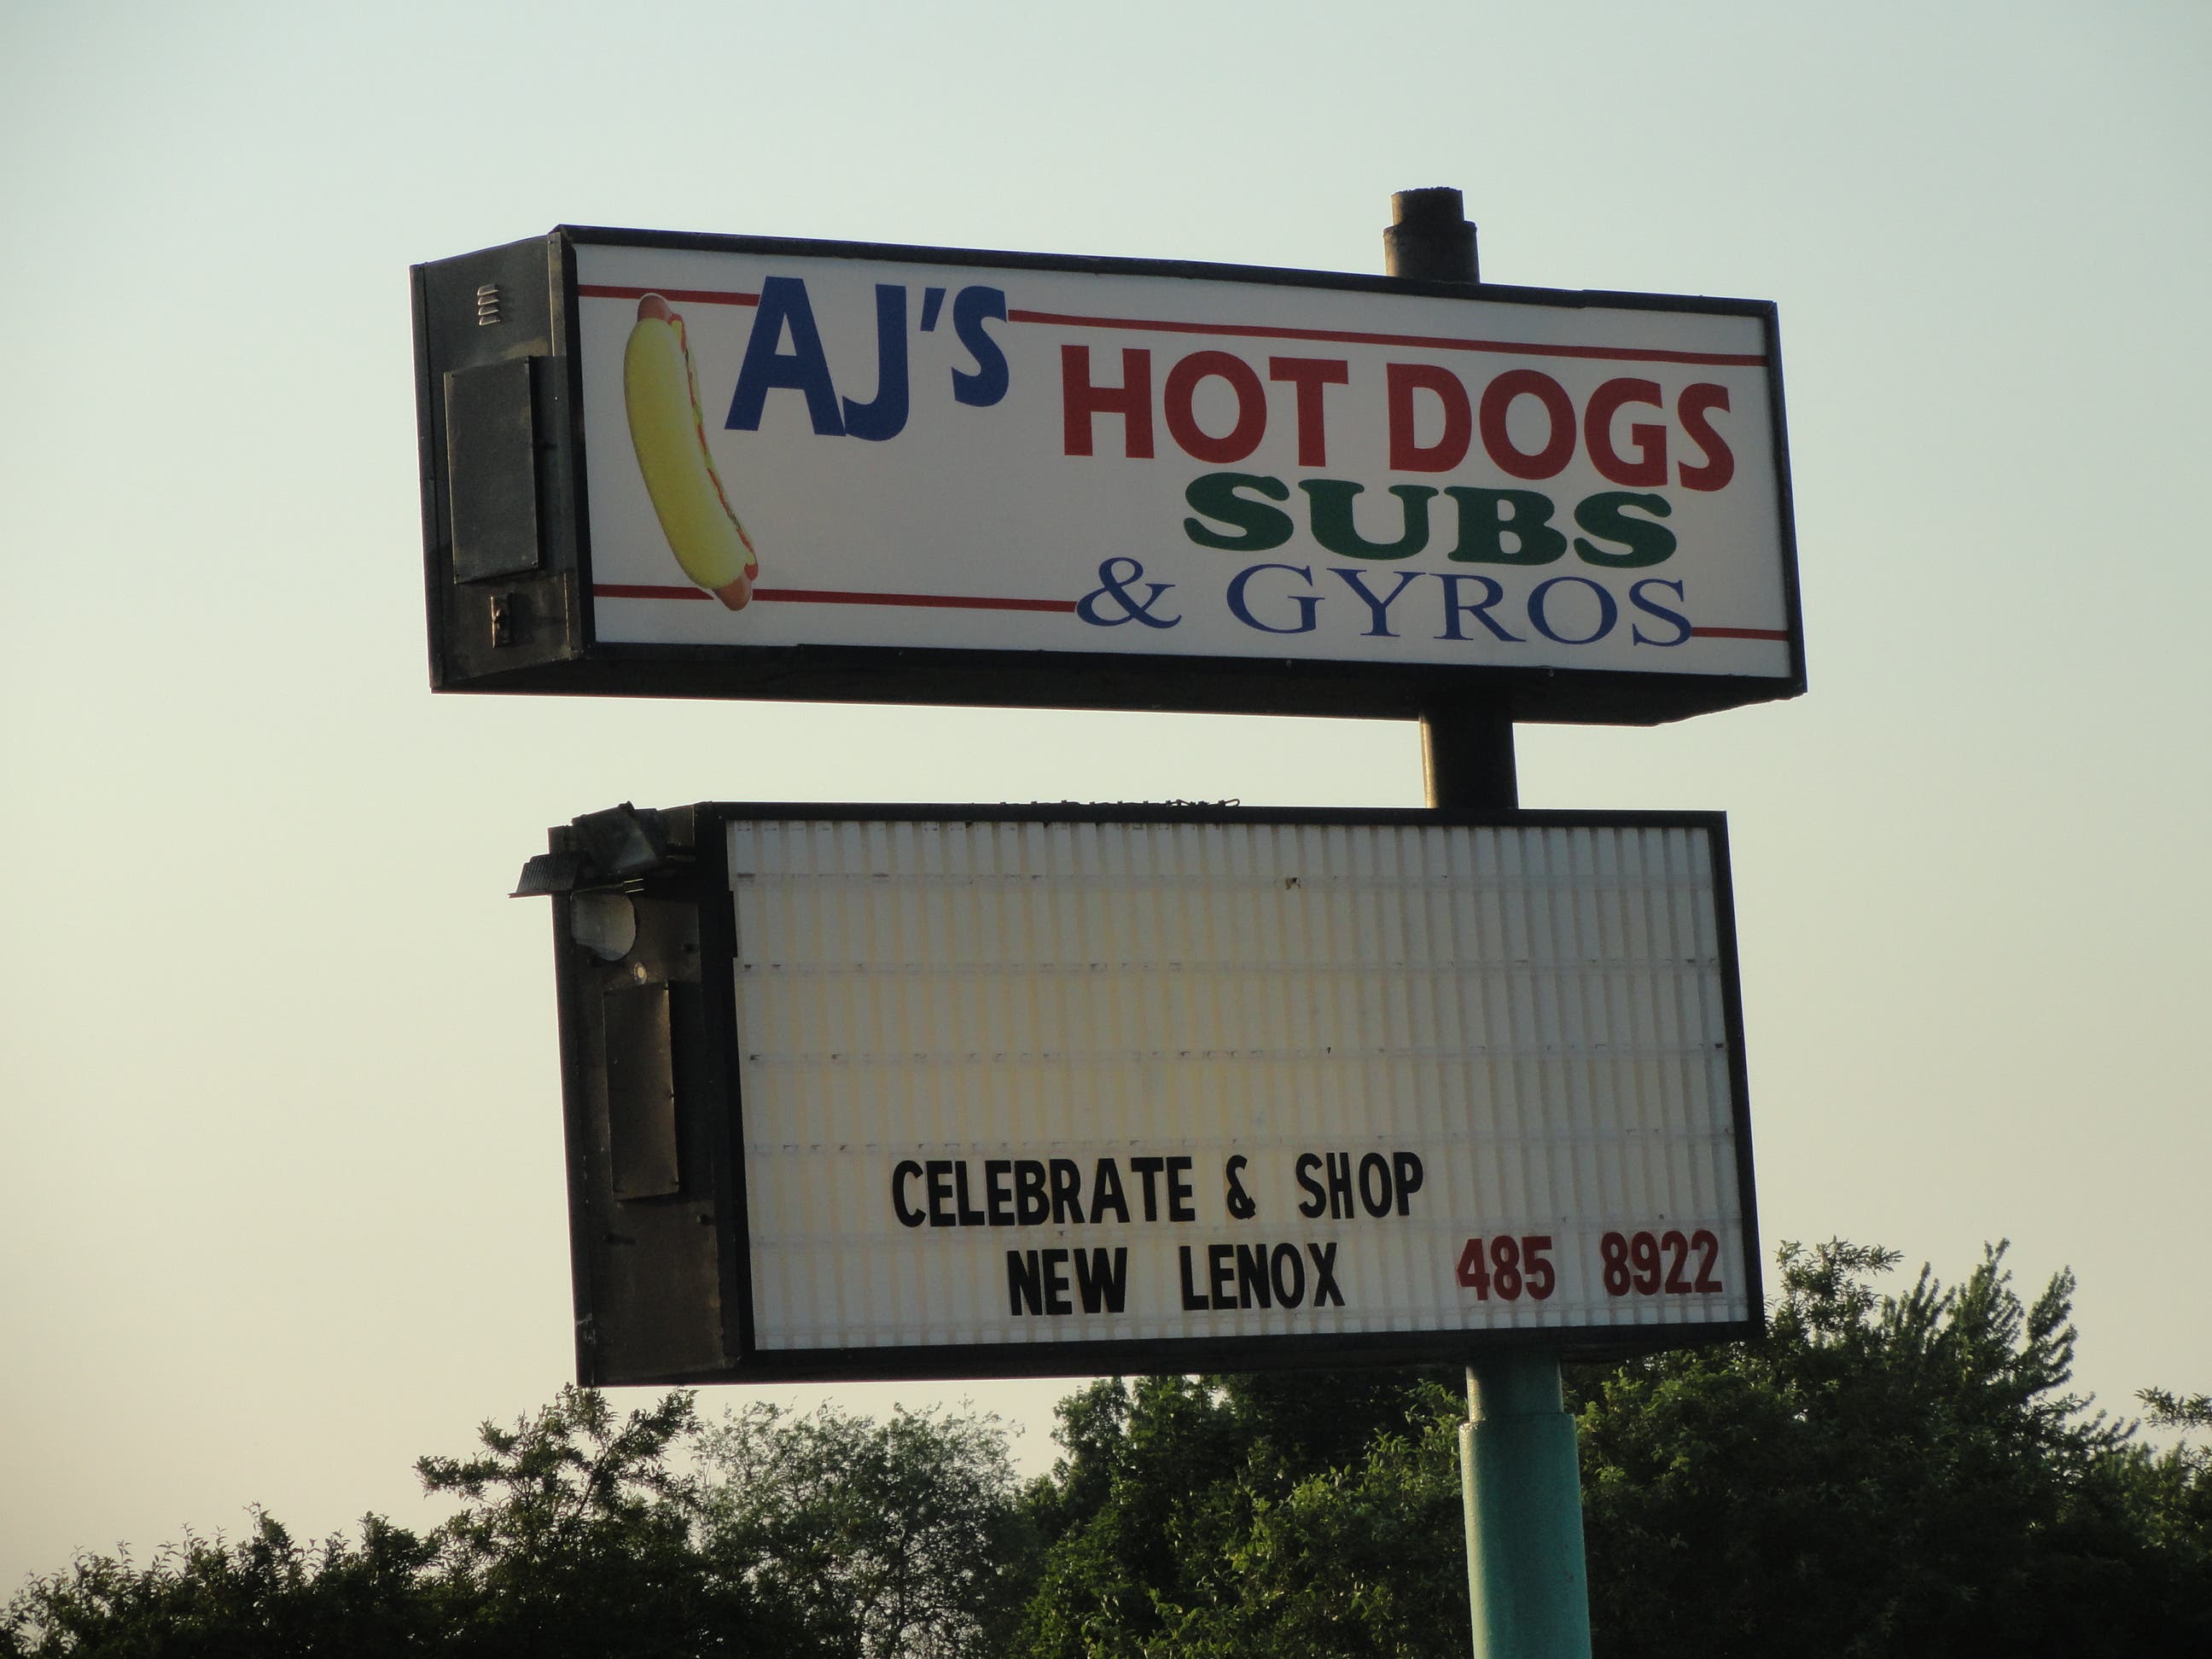 AJ'S
HOT DOGS
SUBS
& GYROS
CELEBRATE & SHOP
NEW LENOX 485 8922